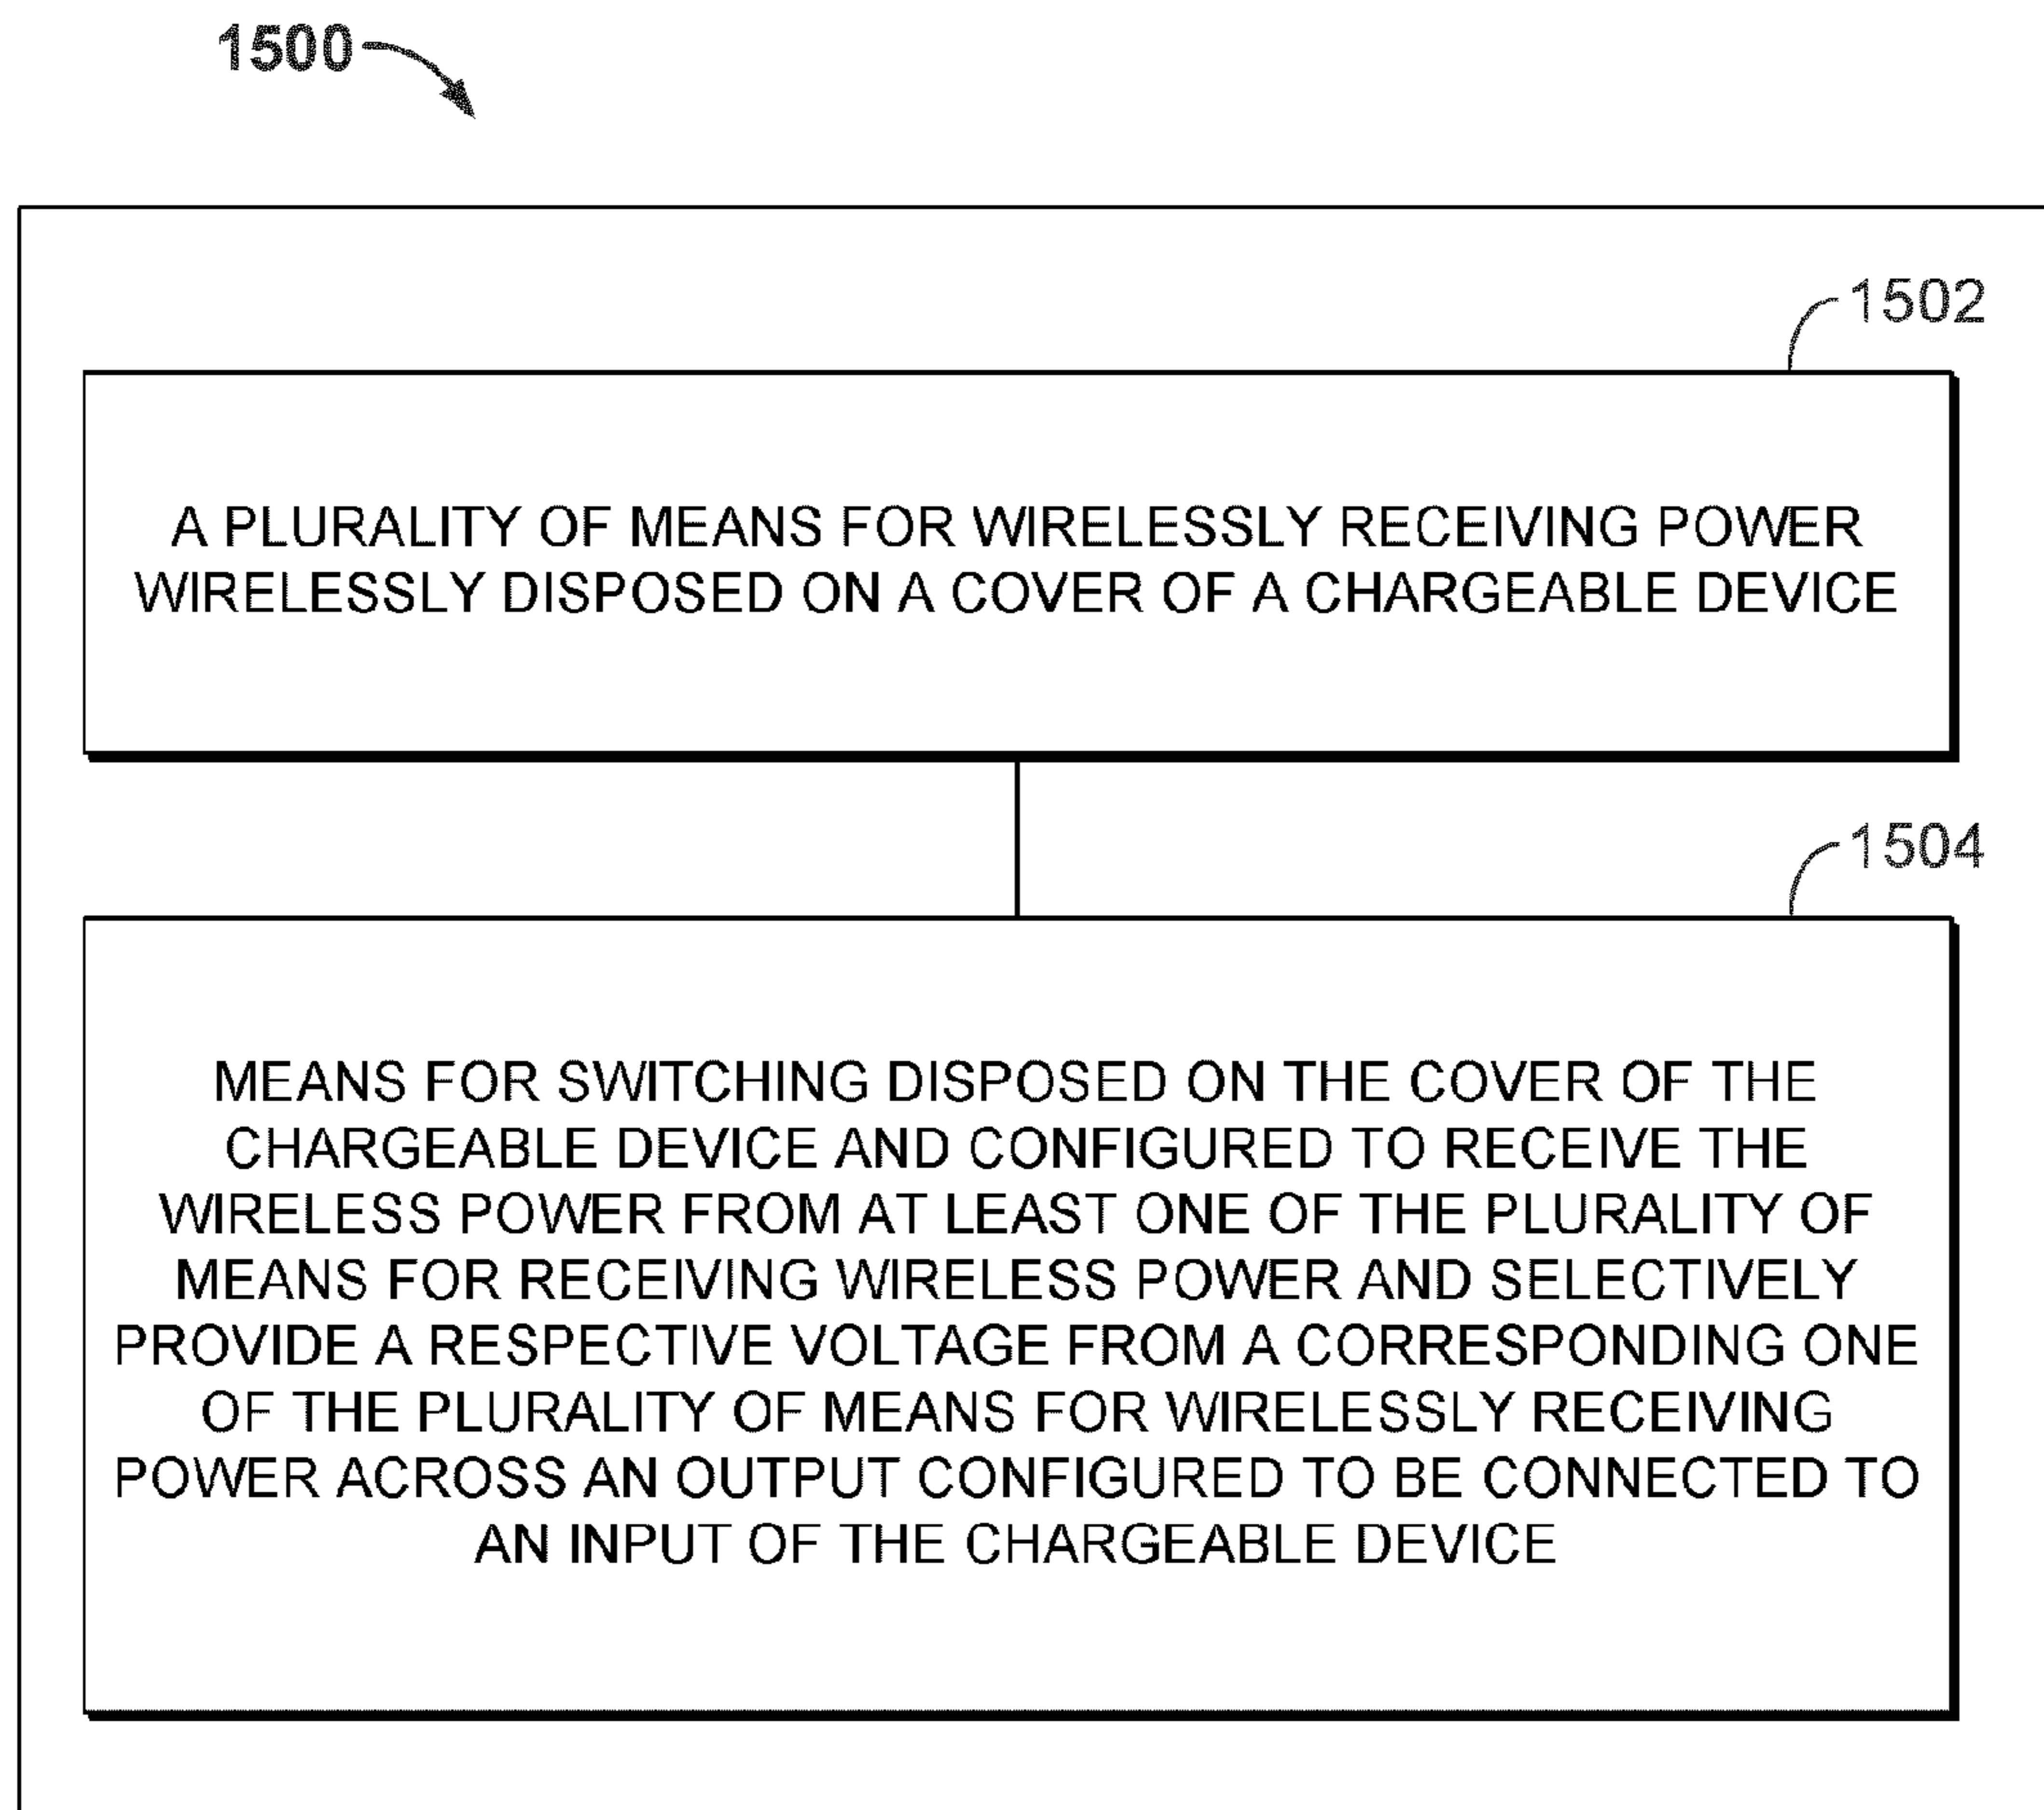 1500
1502
A PLURALITY OF MEANS FOR WIRELESSLY RECEIVING POWER
WIRELESSLY DISPOSED ON A COVER OF A CHARGEABLE DEVICE
1504
MEANS FOR SWITCHING DISPOSED ON THE COVER OF THE
CHARGEABLE DEVICE AND CONFIGURED TO RECEIVE THE
WIRELESS POWER FROM AT LEAST ONE OF THE PLURALITY OF
MEANS FOR RECEIVING WIRELESS POWER AND SELECTIVELY
PROVIDE A RESPECTIVE VOLTAGE FROM A CORRESPONDING ONE
OF THE PLURALITY OF MEANS FOR WIRELESSLY RECEIVING
POWER ACROSS AN OUTPUT CONFIGURED TO BE CONNECTED TO
AN INPUT OF THE CHARGEABLE DEVICE